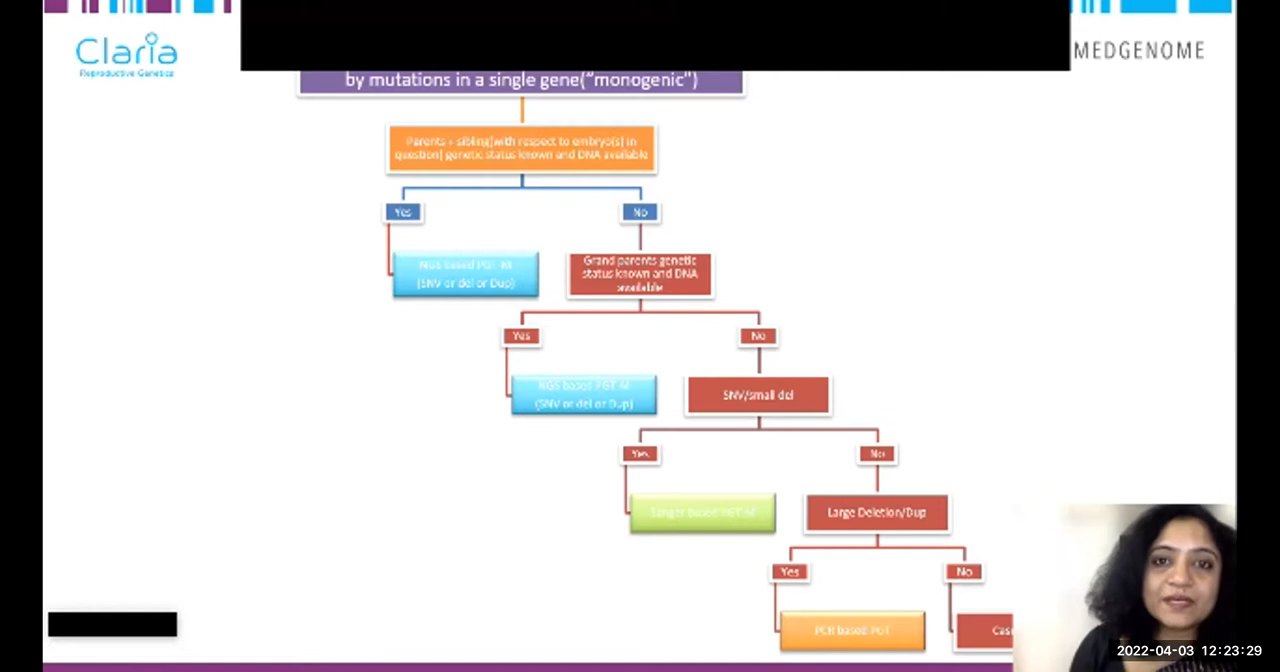 Claria
Reproductive Genetics
MEDGENOME
by mutations in a single gene("monogenic")
Parents + sibling[with respect to embryo(s) in
question] genetic status known and DNA available
Yes
No
NGS based PGT-M
(SNV or del or Dup)
Grand parents genetic
status known and DNA
available
Yes
No
NGS based PGT-M
(SNV or del or Dup)
SNV/small del
Yes
No
Sanger based PGT-M
Large Deletion/Dup
Yes
No
PCR based PGT
2022-04-03 12:23:29